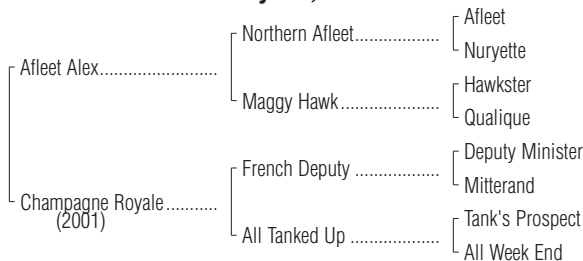 Afleet
Northern Afleet..................
Nuryette
Afleet Alex.........................
Hawkster
Maggy Hawk.....................
Qualique
Deputy Minister
French Deputy ..................
Mitterand
Champagne Royale...........
(2001)
Tank's Prospect
All Tanked Up ...................
All Week End